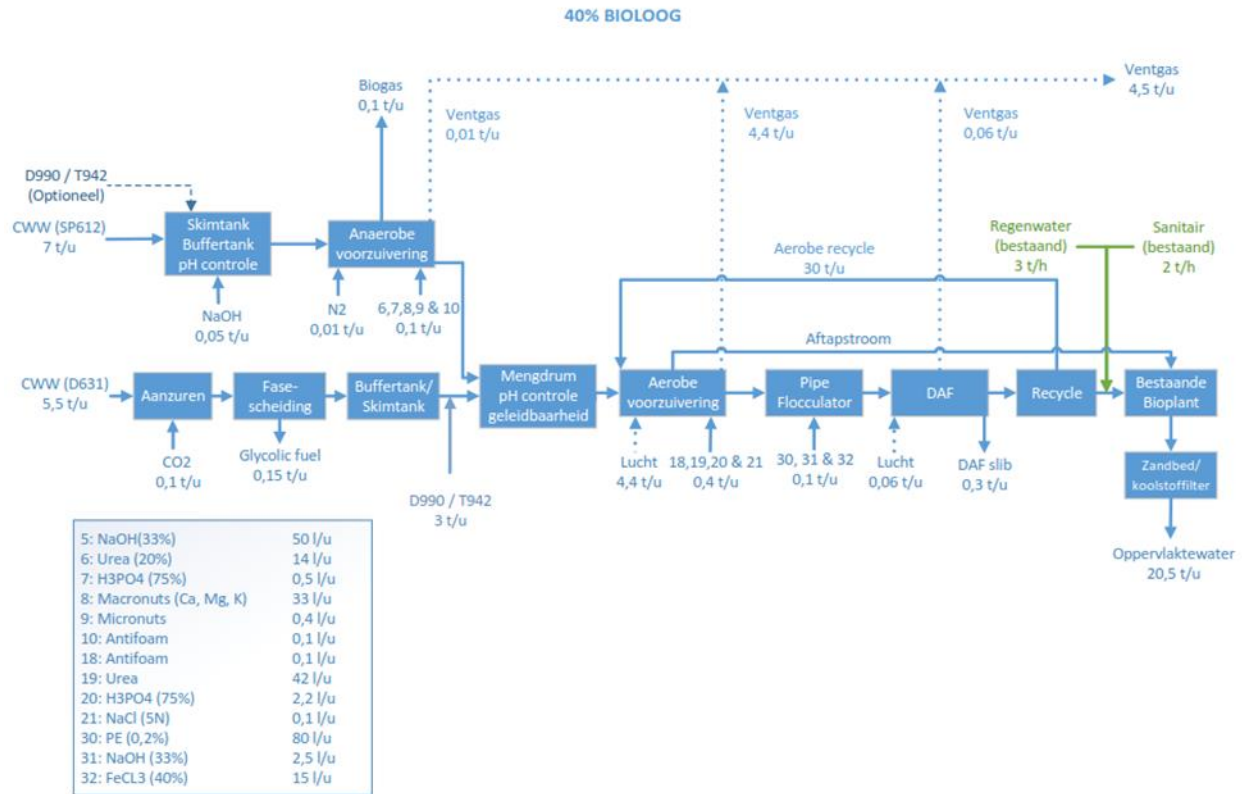 40% BIOLOOG
Biogas
0,1 t/u
Ventgas
0,01 t/u
Ventgas
4,4 t/u
Ventgas
0,06 t/u
Ventgas
4,5 t/u
D990 / T942
(Optioneel)
CWW (SP612)
7 t/u
Skimtank
Buffertank
pH controle
Anaerobe
voorzuivering
NaOH
0,05 t/u
N2
0,01 t/u
6,7,8,9 & 10
0,1 t/u
Aerobe recycle
30 t/u
Regenwater
(bestaand)
3 t/h
Sanitair
(bestaand)
2 t/h
Aftapstroom
CWW (D631)
5,5 t/u
Aanzuren
Fase-
scheiding
Buffertank/
Skimtank
Mengdrum
pH controle
geleidbaarheid
Aerobe
voorzuivering
Pipe
Flocculator
DAF
Recycle
Bestaande
Bioplant
CO2
0,1 t/u
Glycolic fuel
0,15 t/u
D990 / T942
3 t/u
Lucht
4,4 t/u
18,19,20 & 21
0,4 t/u
30, 31 & 32
0,1 t/u
Lucht
0,06 t/u
DAF slib
0,3 t/u
Zandbed/
koolstoffilter
Oppervlaktewater
20,5 t/u
5: NaOH(33%) 50 l/u
6: Urea (20%) 14 l/u
7: H3PO4 (75%) 0,5 l/u
8: Macronuts (Ca, Mg, K) 33 l/u
9: Micronuts 0,4 l/u
10: Antifoam 0,1 l/u
18: Antifoam 0,1 l/u
19: Urea 42 l/u
20: H3PO4 (75%) 2,2 l/u
21: NaCl (5N) 0,1 l/u
30: PE (0,2%) 80 l/u
31: NaOH (33%) 2,5 l/u
32: FeCL3 (40%) 15 l/u